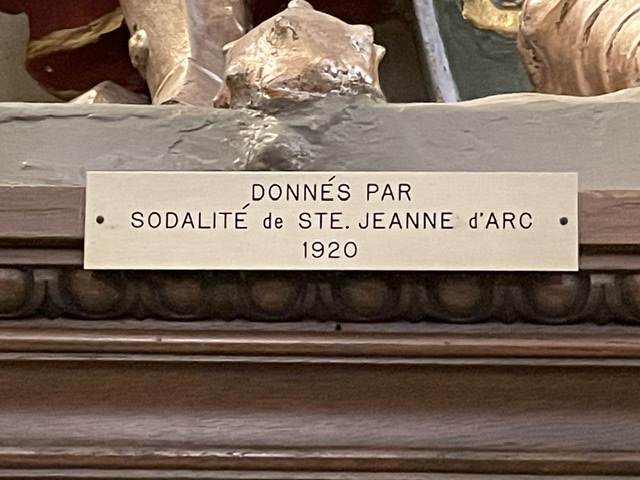 DONNÉS PAR
SODALITÉ de STE. JEANNE d'ARC
1920